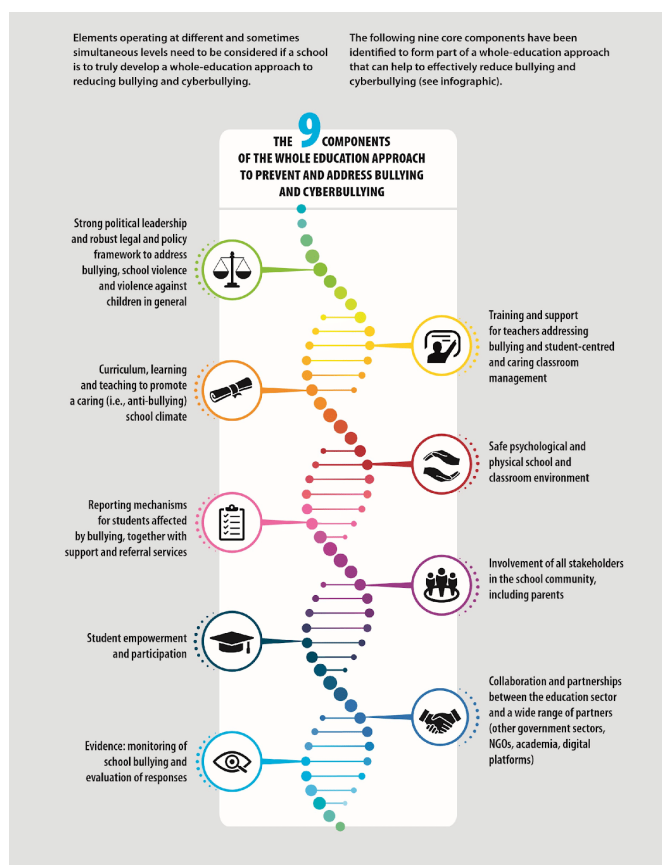 Elements operating at different and sometimes
simultaneous levels need to be considered if a school
is to truly develop a whole-education approach to
reducing bullying and cyberbullying.
The following nine core components have been
identified to form part of a whole-education approach
that can help to effectively reduce bullying and
cyberbullying (see infographic).
THE 9 COMPONENTS
OF THE WHOLE EDUCATION APPROACH
TO PREVENT AND ADDRESS BULLYING
AND CYBERBULLYING
Strong political leadership
and robust legal and policy
framework to address
bullying, school violence
and violence against
children in general
Training and support
for teachers addressing
bullying and student-centred
and caring classroom
management
Curriculum, learning
and teaching to promote
a caring (i.e., anti-bullying)
school climate
Safe psychological and
physical school and
classroom environment
Reporting mechanisms
for students affected
by bullying, together with
support and referral services
Involvement of all stakeholders
in the school community,
including parents
Student empowerment
and participation
Collaboration and partnerships
between the education sector
and a wide range of partners
(other government sectors,
NGOs, academia, digital
platforms)
Evidence: monitoring of
school bullying and
evaluation of responses